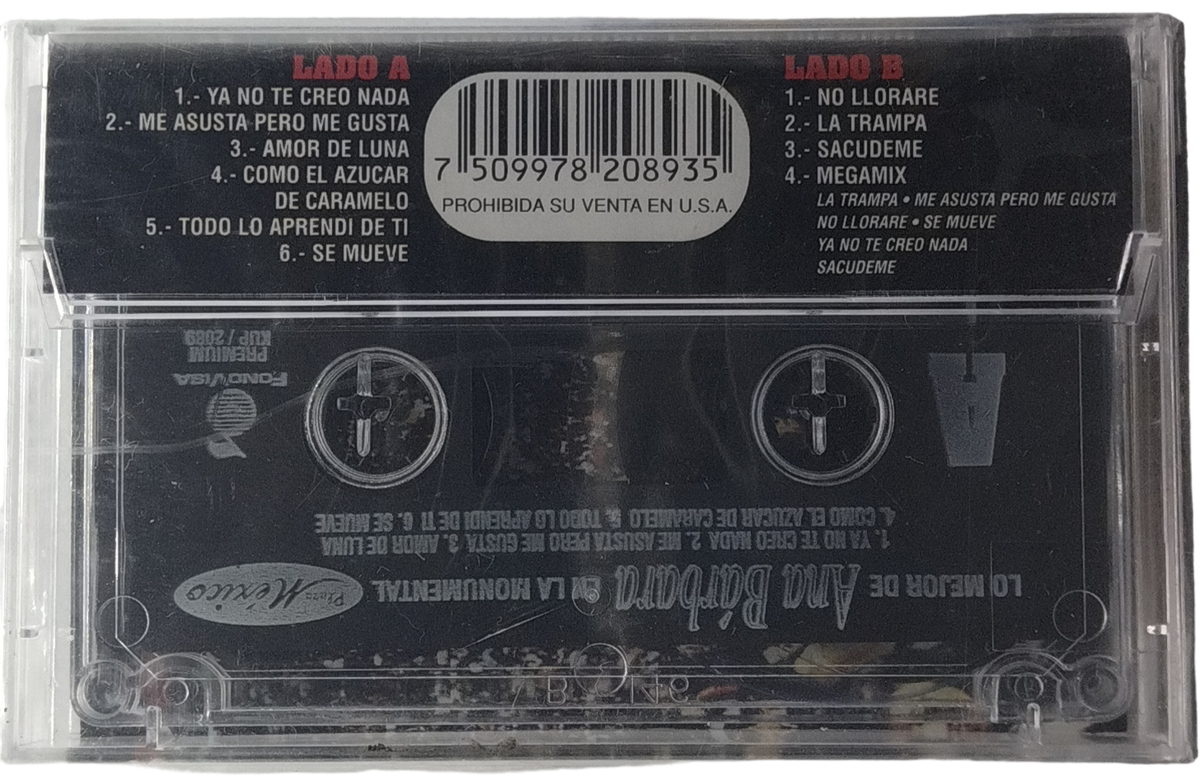 LADO A
1.- YA NO TE CREO NADA
2.- ME ASUSTA PERO ME GUSTA
3.- AMOR DE LUNA
4.- COMO EL AZUCAR
DE CARAMELO
5.- TODO LO APRENDI DE TI
6.- SE MUEVE
7 509978 208935
PROHIBIDA SU VENTA EN U.S.A.
LADO B
1.- NO LLORARE
2.- LA TRAMPA
3.- SACUDEME
4.- MEGAMIX
LA TRAMPA • ME ASUSTA PERO ME GUSTA
NO LLORARE • SE MUEVE
YA NO TE CREO NADA
SACUDEME
LO MEJOR DE Ana Bárbara EN LA MONUMENTAL Plaza México
1. YA NO TE CREO NADA 2. ME ASUSTA PERO ME GUSTA 3. AMOR DE LUNA
4. COMO EL AZUCAR DE CARAMELO 5. TODO LO APRENDI DE TI 6. SE MUEVE
A
FONOVISA
PREMIUM
KUP / 2089